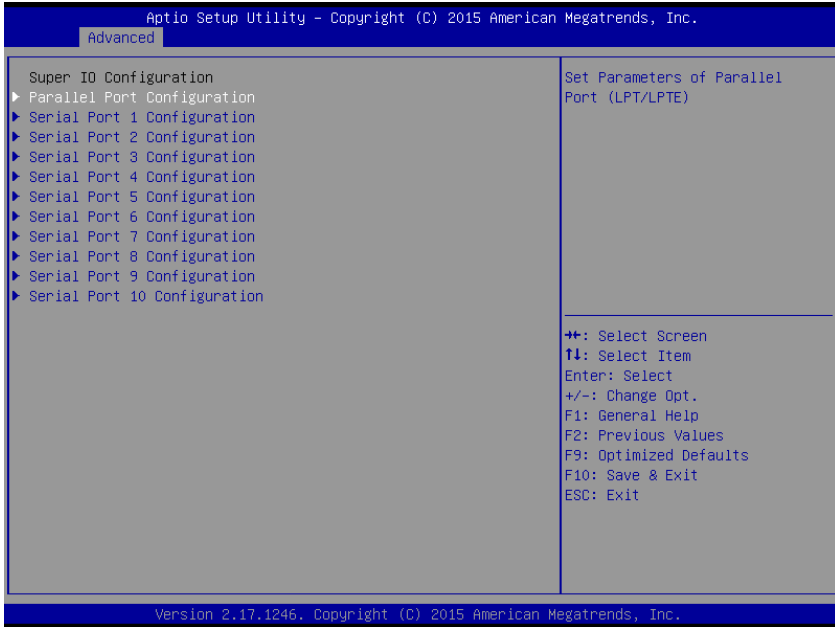 Aptio Setup Utility – Copyright (C) 2015 American Megatrends, Inc.
Advanced
Super IO Configuration
Parallel Port Configuration
Serial Port 1 Configuration
Serial Port 2 Configuration
Serial Port 3 Configuration
Serial Port 4 Configuration
Serial Port 5 Configuration
Serial Port 6 Configuration
Serial Port 7 Configuration
Serial Port 8 Configuration
Serial Port 9 Configuration
Serial Port 10 Configuration
Set Parameters of Parallel
Port (LPT/LPTE)
→←: Select Screen
↑↓: Select Item
Enter: Select
+/-: Change Opt.
F1: General Help
F2: Previous Values
F9: Optimized Defaults
F10: Save & Exit
ESC: Exit
Version 2.17.1246. Copyright (C) 2015 American Megatrends, Inc.